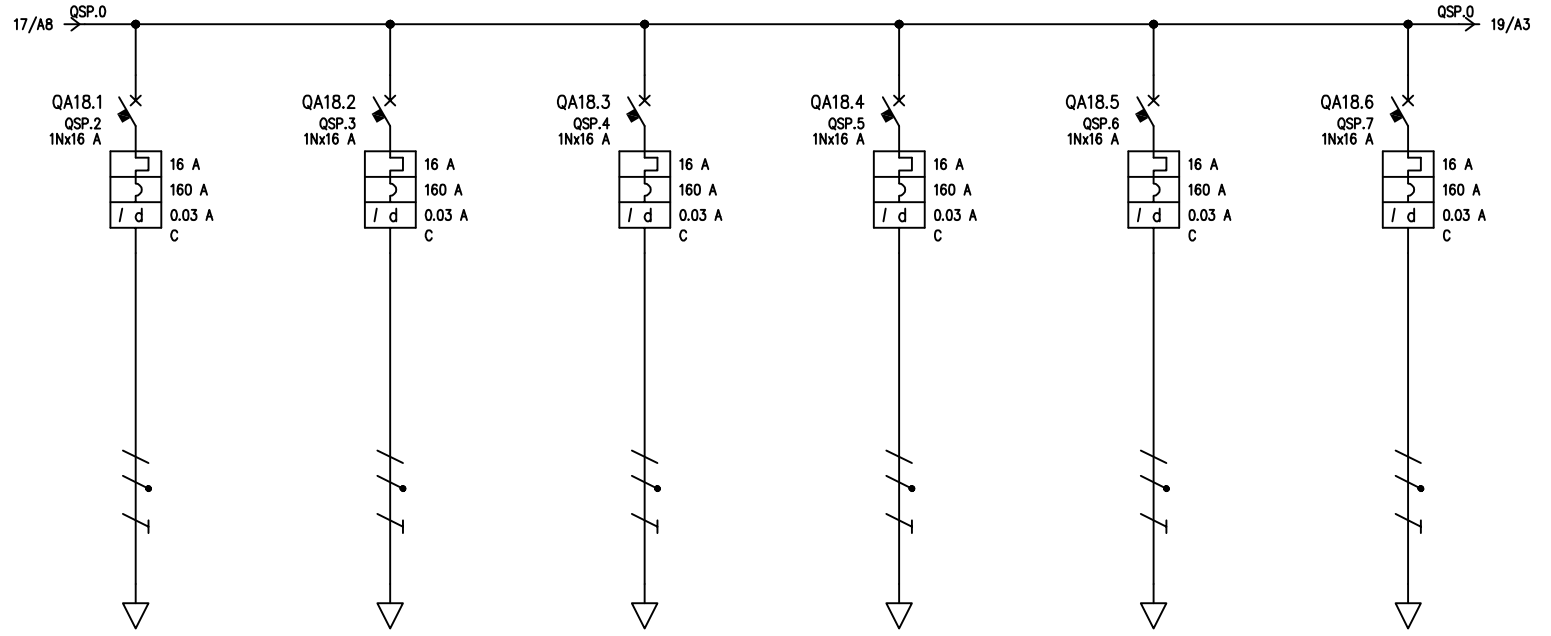 17/A8
QSP.0
QSP.0
19/A3
QA18.1
QSP.2
1Nx16 A
16 A
160 A
/ d
0.03 A
C
QA18.2
QSP.3
1Nx16 A
16 A
160 A
/ d
0.03 A
C
QA18.3
QSP.4
1Nx16 A
16 A
160 A
/ d
0.03 A
C
QA18.4
QSP.5
1Nx16 A
16 A
160 A
/ d
0.03 A
C
QA18.5
QSP.6
1Nx16 A
16 A
160 A
/ d
0.03 A
C
QA18.6
QSP.7
1Nx16 A
16 A
160 A
/ d
0.03 A
C